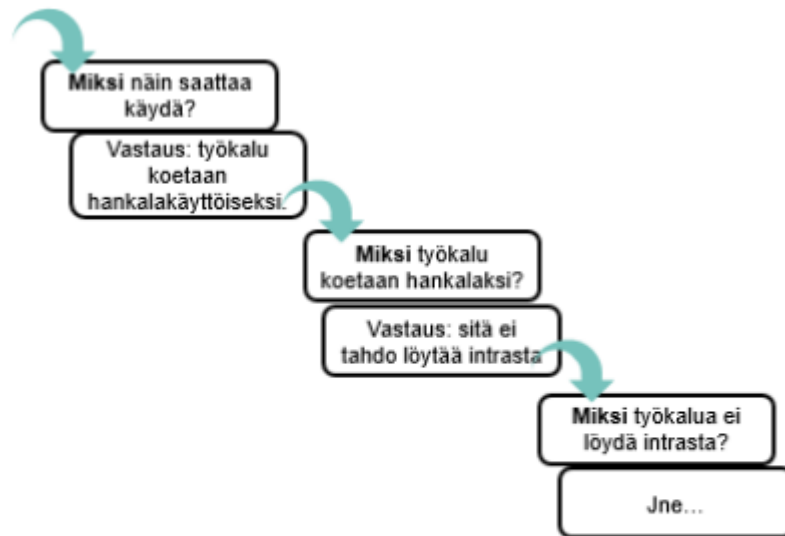 Miksi näin saattaa
käydä?
Vastaus: työkalu
koetaan
hankalakäyttöiseksi.
Miksi työkalu
koetaan hankalaksi?
Vastaus: sitä ei
tahdo löytää intrasta
Miksi työkalua ei
löydä intrasta?
Jne…